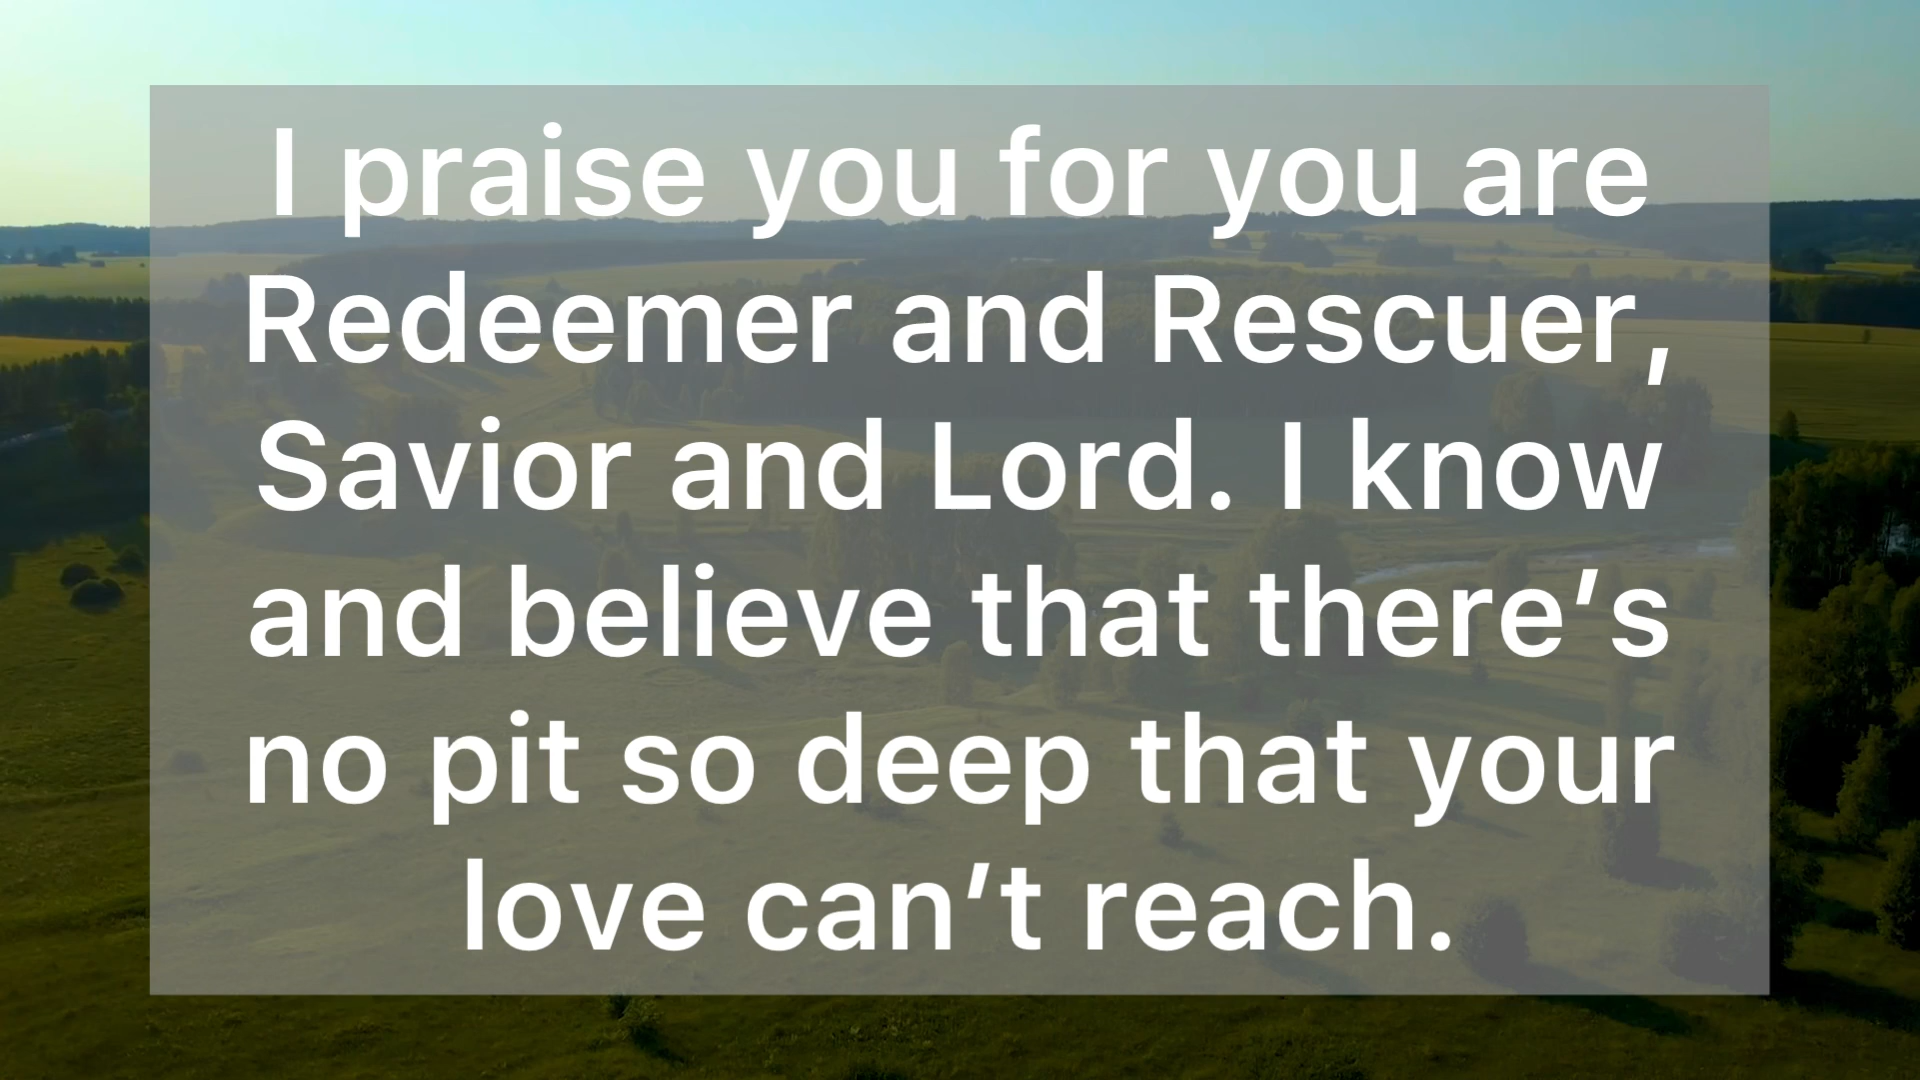 I praise you for you are
Redeemer and Rescuer,
Savior and Lord. I know
and believe that there’s
no pit so deep that your
love can’t reach.